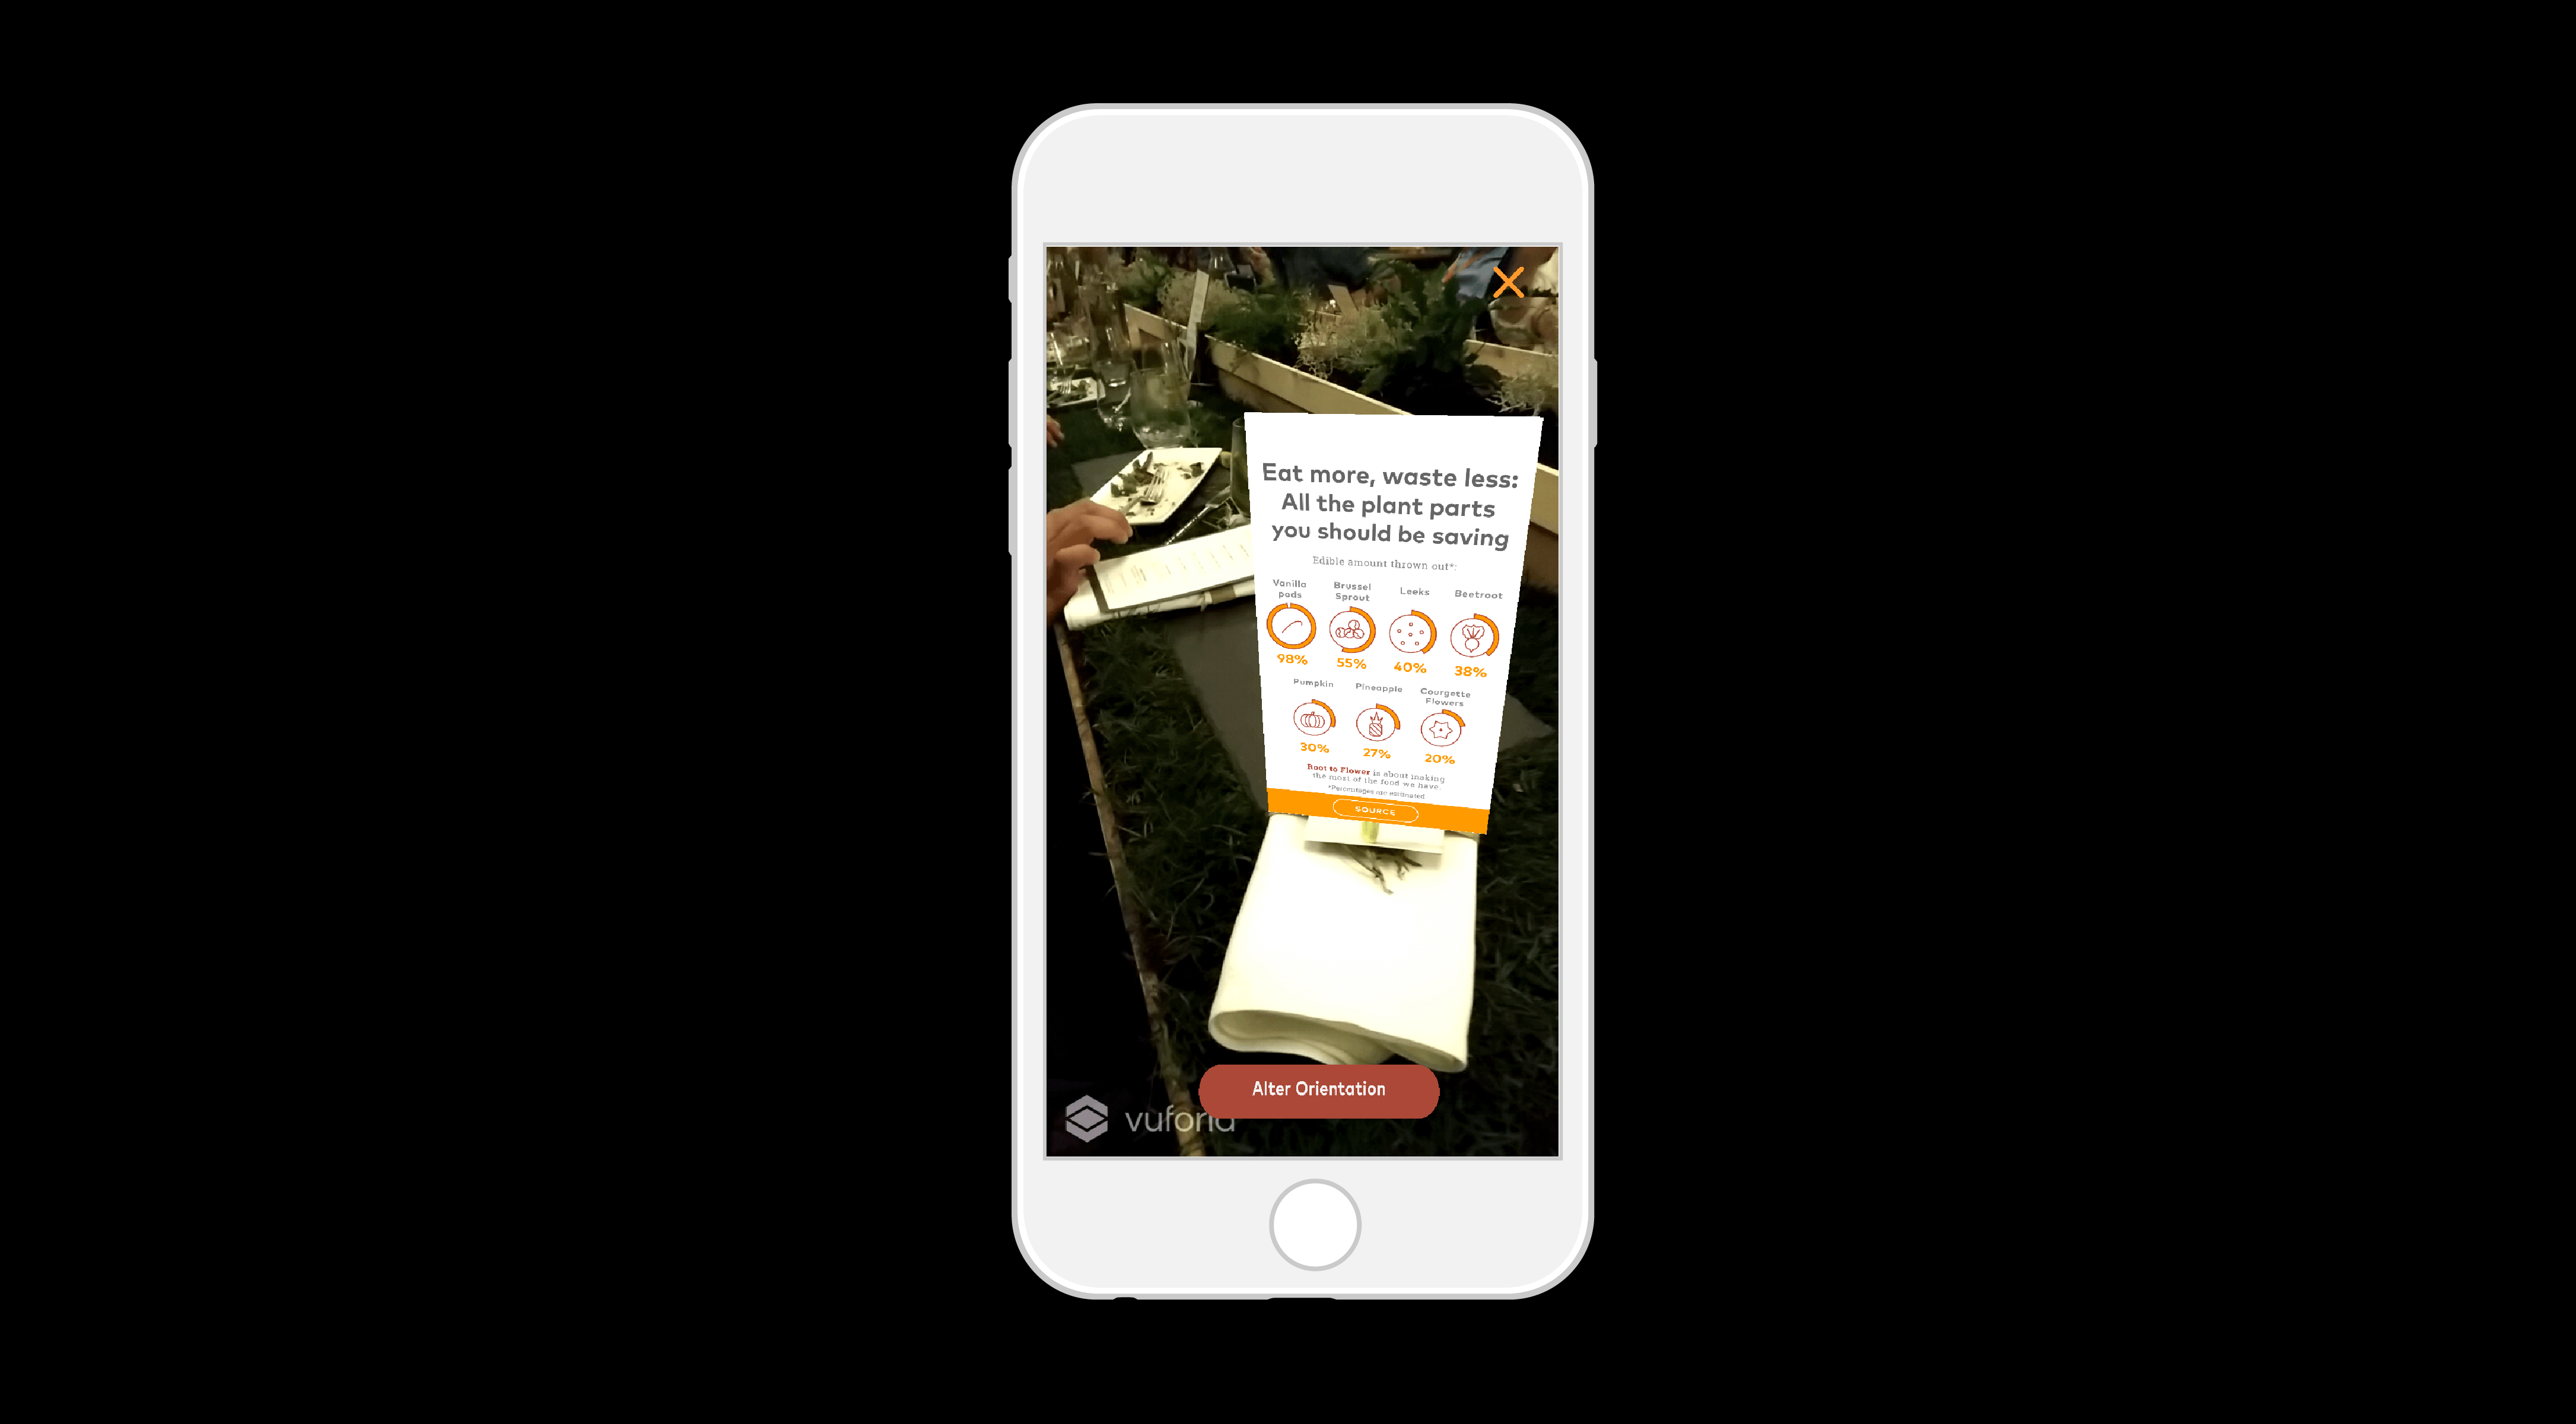 Eat more, waste less:
All the plant parts
you should be saving
Edible amount thrown out*:
Vanilla
pods
Brussel
Sprout
Leeks
Beetroot
98%
55%
40%
38%
Pumpkin
Pineapple
Courgette
Flowers
30%
27%
20%
Root to Flower is about making
the most of the food we have.
*Percentages are estimated
SOURCE
Alter Orientation
vuforia